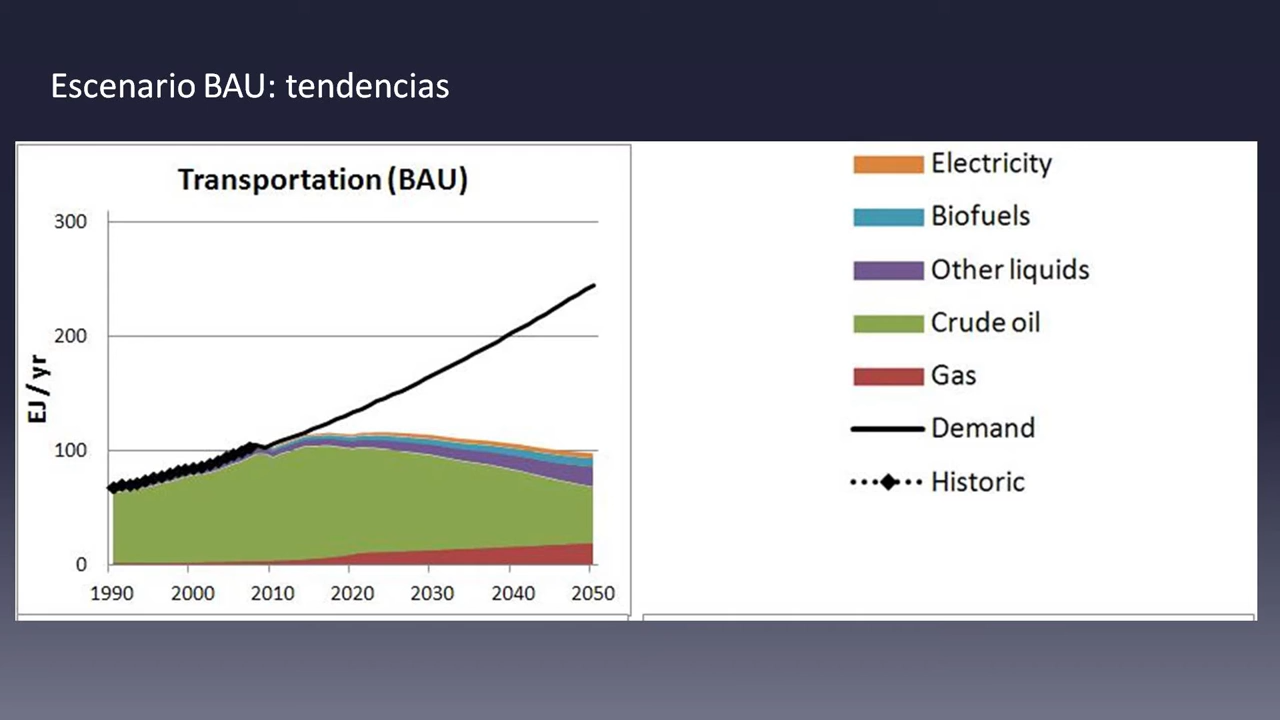 Escenario BAU: tendencias
Transportation (BAU)
EJ / yr
300
200
100
0
1990 2000 2010 2020 2030 2040 2050
Electricity
Biofuels
Other liquids
Crude oil
Gas
Demand
Historic